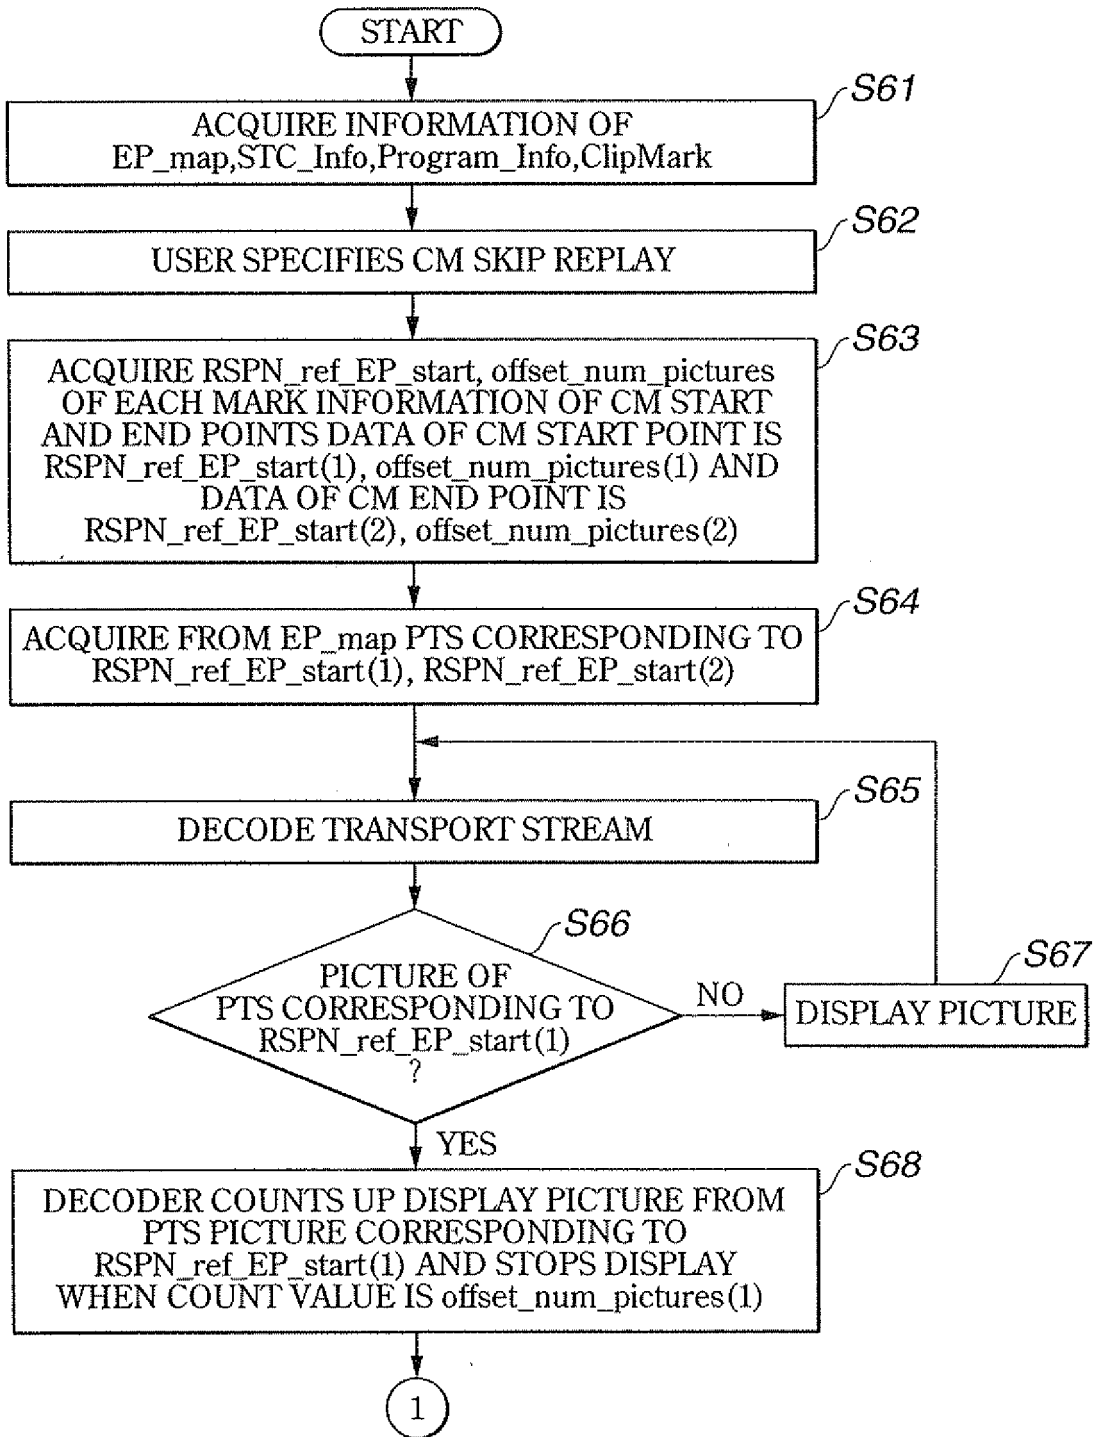 START
S61
ACQUIRE INFORMATION OF
EP_map,STC_Info,Program_Info,ClipMark
S62
USER SPECIFIES CM SKIP REPLAY
S63
ACQUIRE RSPN_ref_EP_start, offset_num_pictures
OF EACH MARK INFORMATION OF CM START
AND END POINTS DATA OF CM START POINT IS
RSPN_ref_EP_start(1), offset_num_pictures(1) AND
DATA OF CM END POINT IS
RSPN_ref_EP_start(2), offset_num_pictures(2)
S64
ACQUIRE FROM EP_map PTS CORRESPONDING TO
RSPN_ref_EP_start(1), RSPN_ref_EP_start(2)
S65
DECODE TRANSPORT STREAM
S66
PICTURE OF
PTS CORRESPONDING TO
RSPN_ref_EP_start(1)
?
NO
S67
DISPLAY PICTURE
YES
S68
DECODER COUNTS UP DISPLAY PICTURE FROM
PTS PICTURE CORRESPONDING TO
RSPN_ref_EP_start(1) AND STOPS DISPLAY
WHEN COUNT VALUE IS offset_num_pictures(1)
1